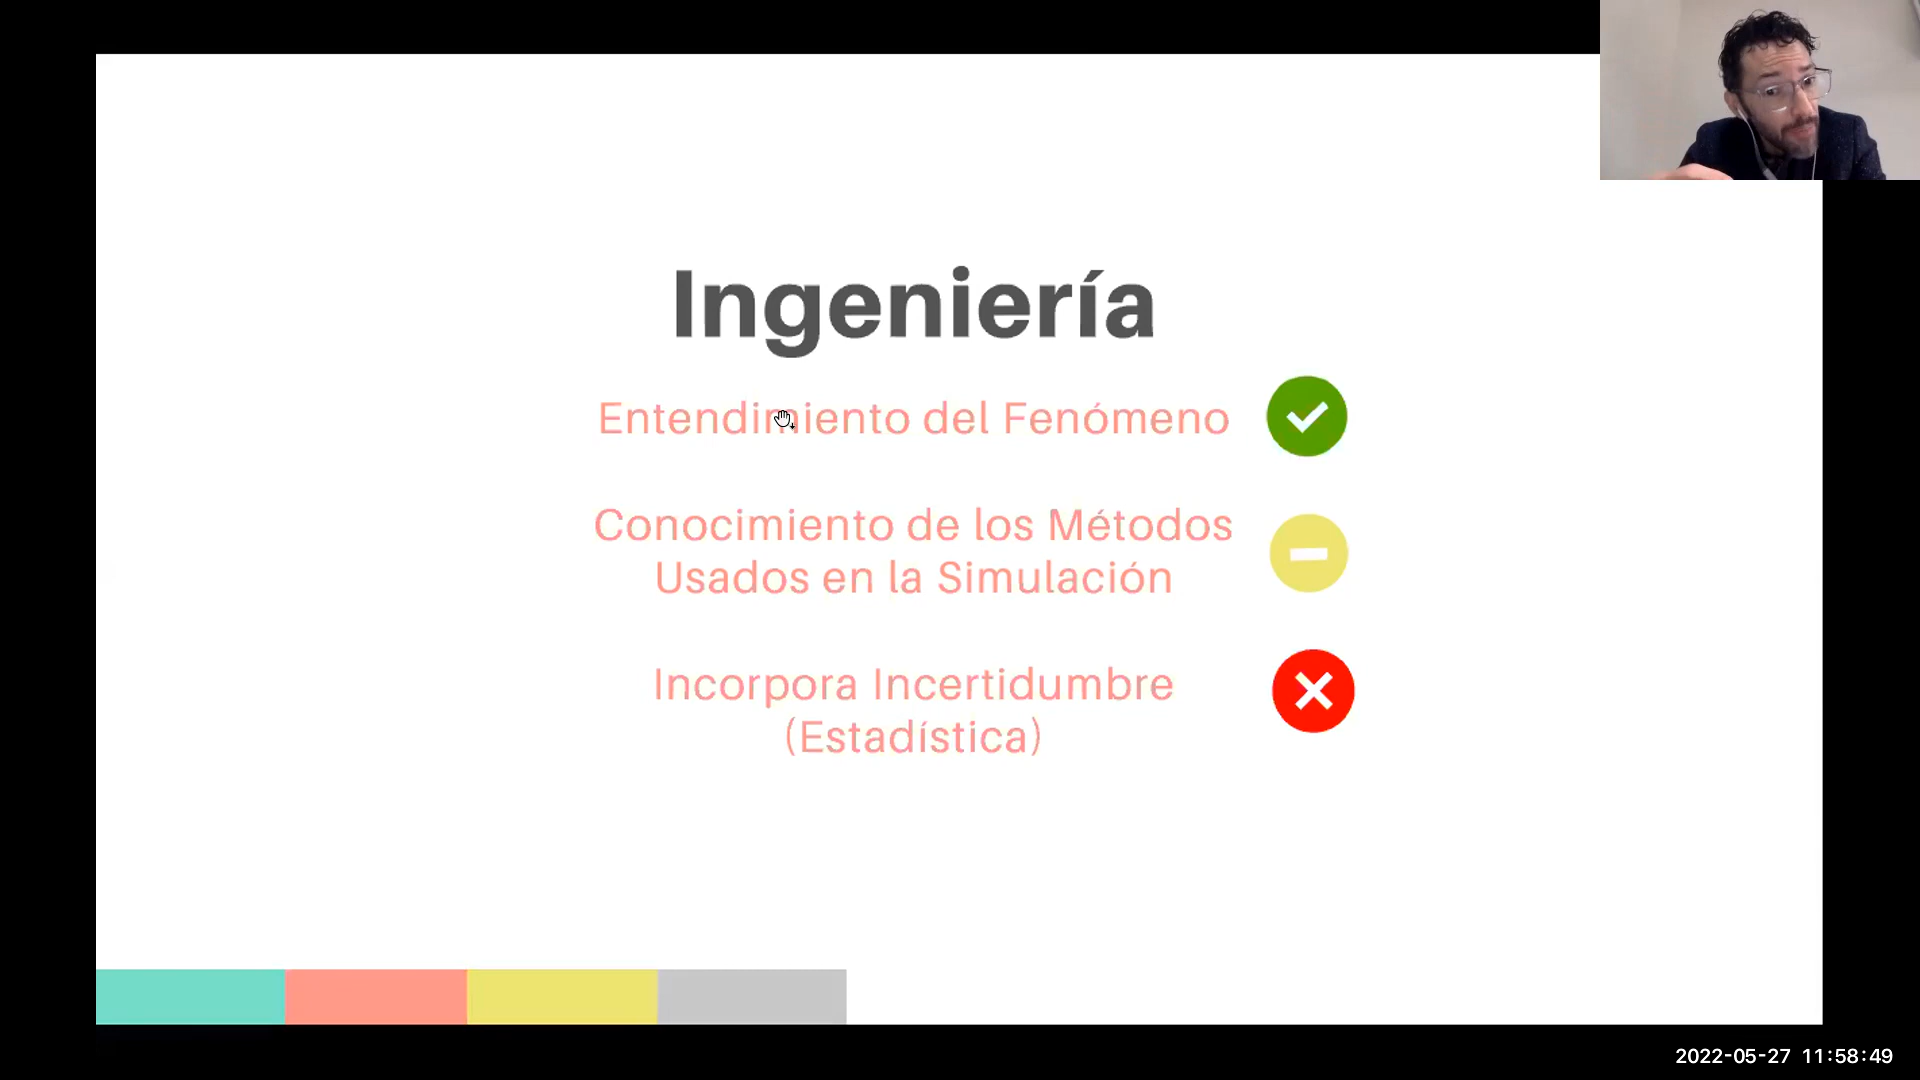 Ingeniería
Entendimiento del Fenómeno
Conocimiento de los Métodos
Usados en la Simulación
Incorpora Incertidumbre
(Estadística)
2022-05-27 11:58:49